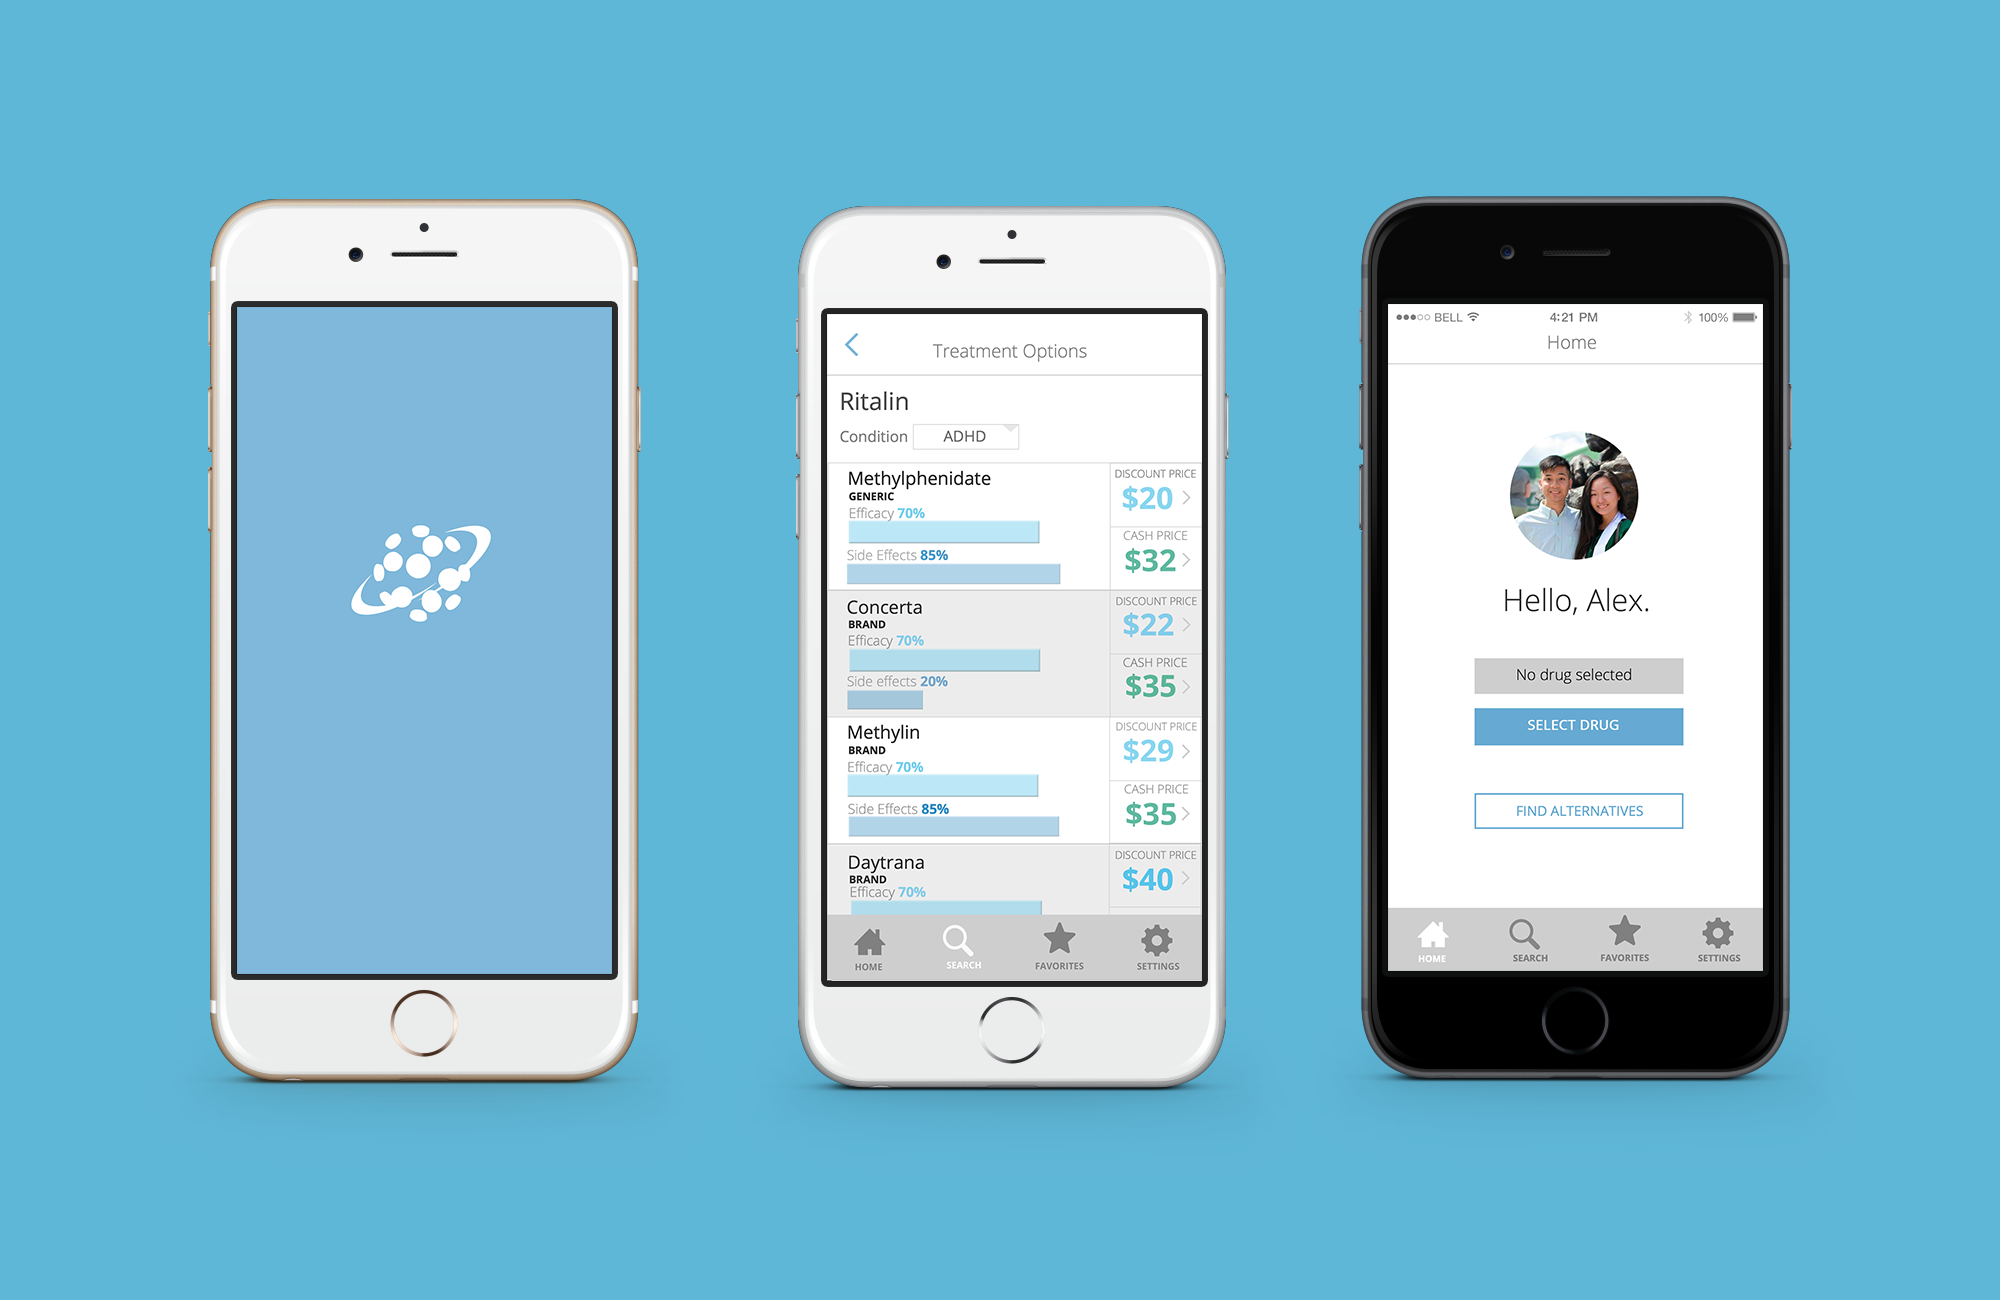 Treatment Options
Ritalin
Condition ADHD
Methylphenidate
GENERIC
Efficacy 70%
Side Effects 85%
DISCOUNT PRICE
$20
CASH PRICE
$32
Concerta
BRAND
Efficacy 70%
Side effects 20%
DISCOUNT PRICE
$22
CASH PRICE
$35
Methylin
BRAND
Efficacy 70%
Side Effects 85%
DISCOUNT PRICE
$29
CASH PRICE
$35
Daytrana
BRAND
Efficacy 70%
DISCOUNT PRICE
$40
HOME SEARCH FAVORITES SETTINGS
BELL 4:21 PM 100%
Home
Hello, Alex.
No drug selected
SELECT DRUG
FIND ALTERNATIVES
HOME SEARCH FAVORITES SETTINGS